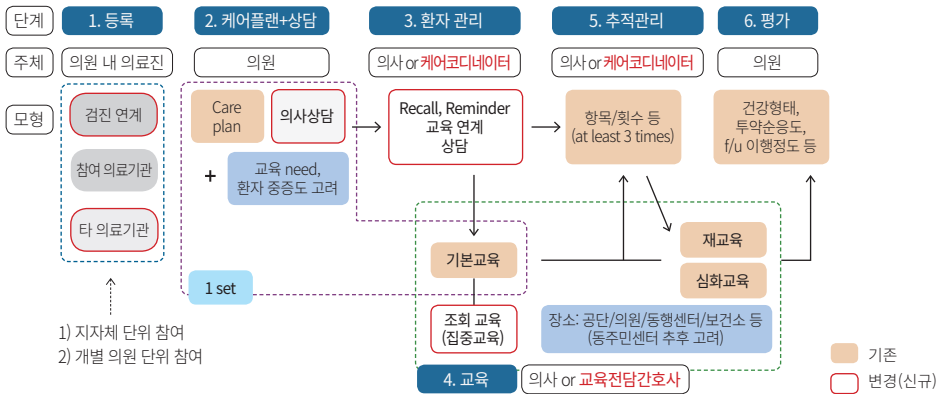 단계
1. 등록
2. 케어플랜+상담
3. 환자 관리
5. 추적관리
6. 평가
주체
의원 내 의료진
의원
의사 or 케어코디네이터
의사 or 케어코디네이터
의원
모형
검진 연계
참여 의료기관
타 의료기관
Care
plan
의사상담
+
교육 need,
환자 중증도 고려
1 set
Recall, Reminder
교육 연계
상담
항목/횟수 등
(at least 3 times)
건강형태,
투약순응도,
f/u 이행정도 등
기본교육
재교육
심화교육
조회 교육
(집중교육)
장소: 공단/의원/동행센터/보건소 등
(동주민센터 추후 고려)
4. 교육
의사 or 교육전담간호사
1) 지자체 단위 참여
2) 개별 의원 단위 참여
기존
변경(신규)